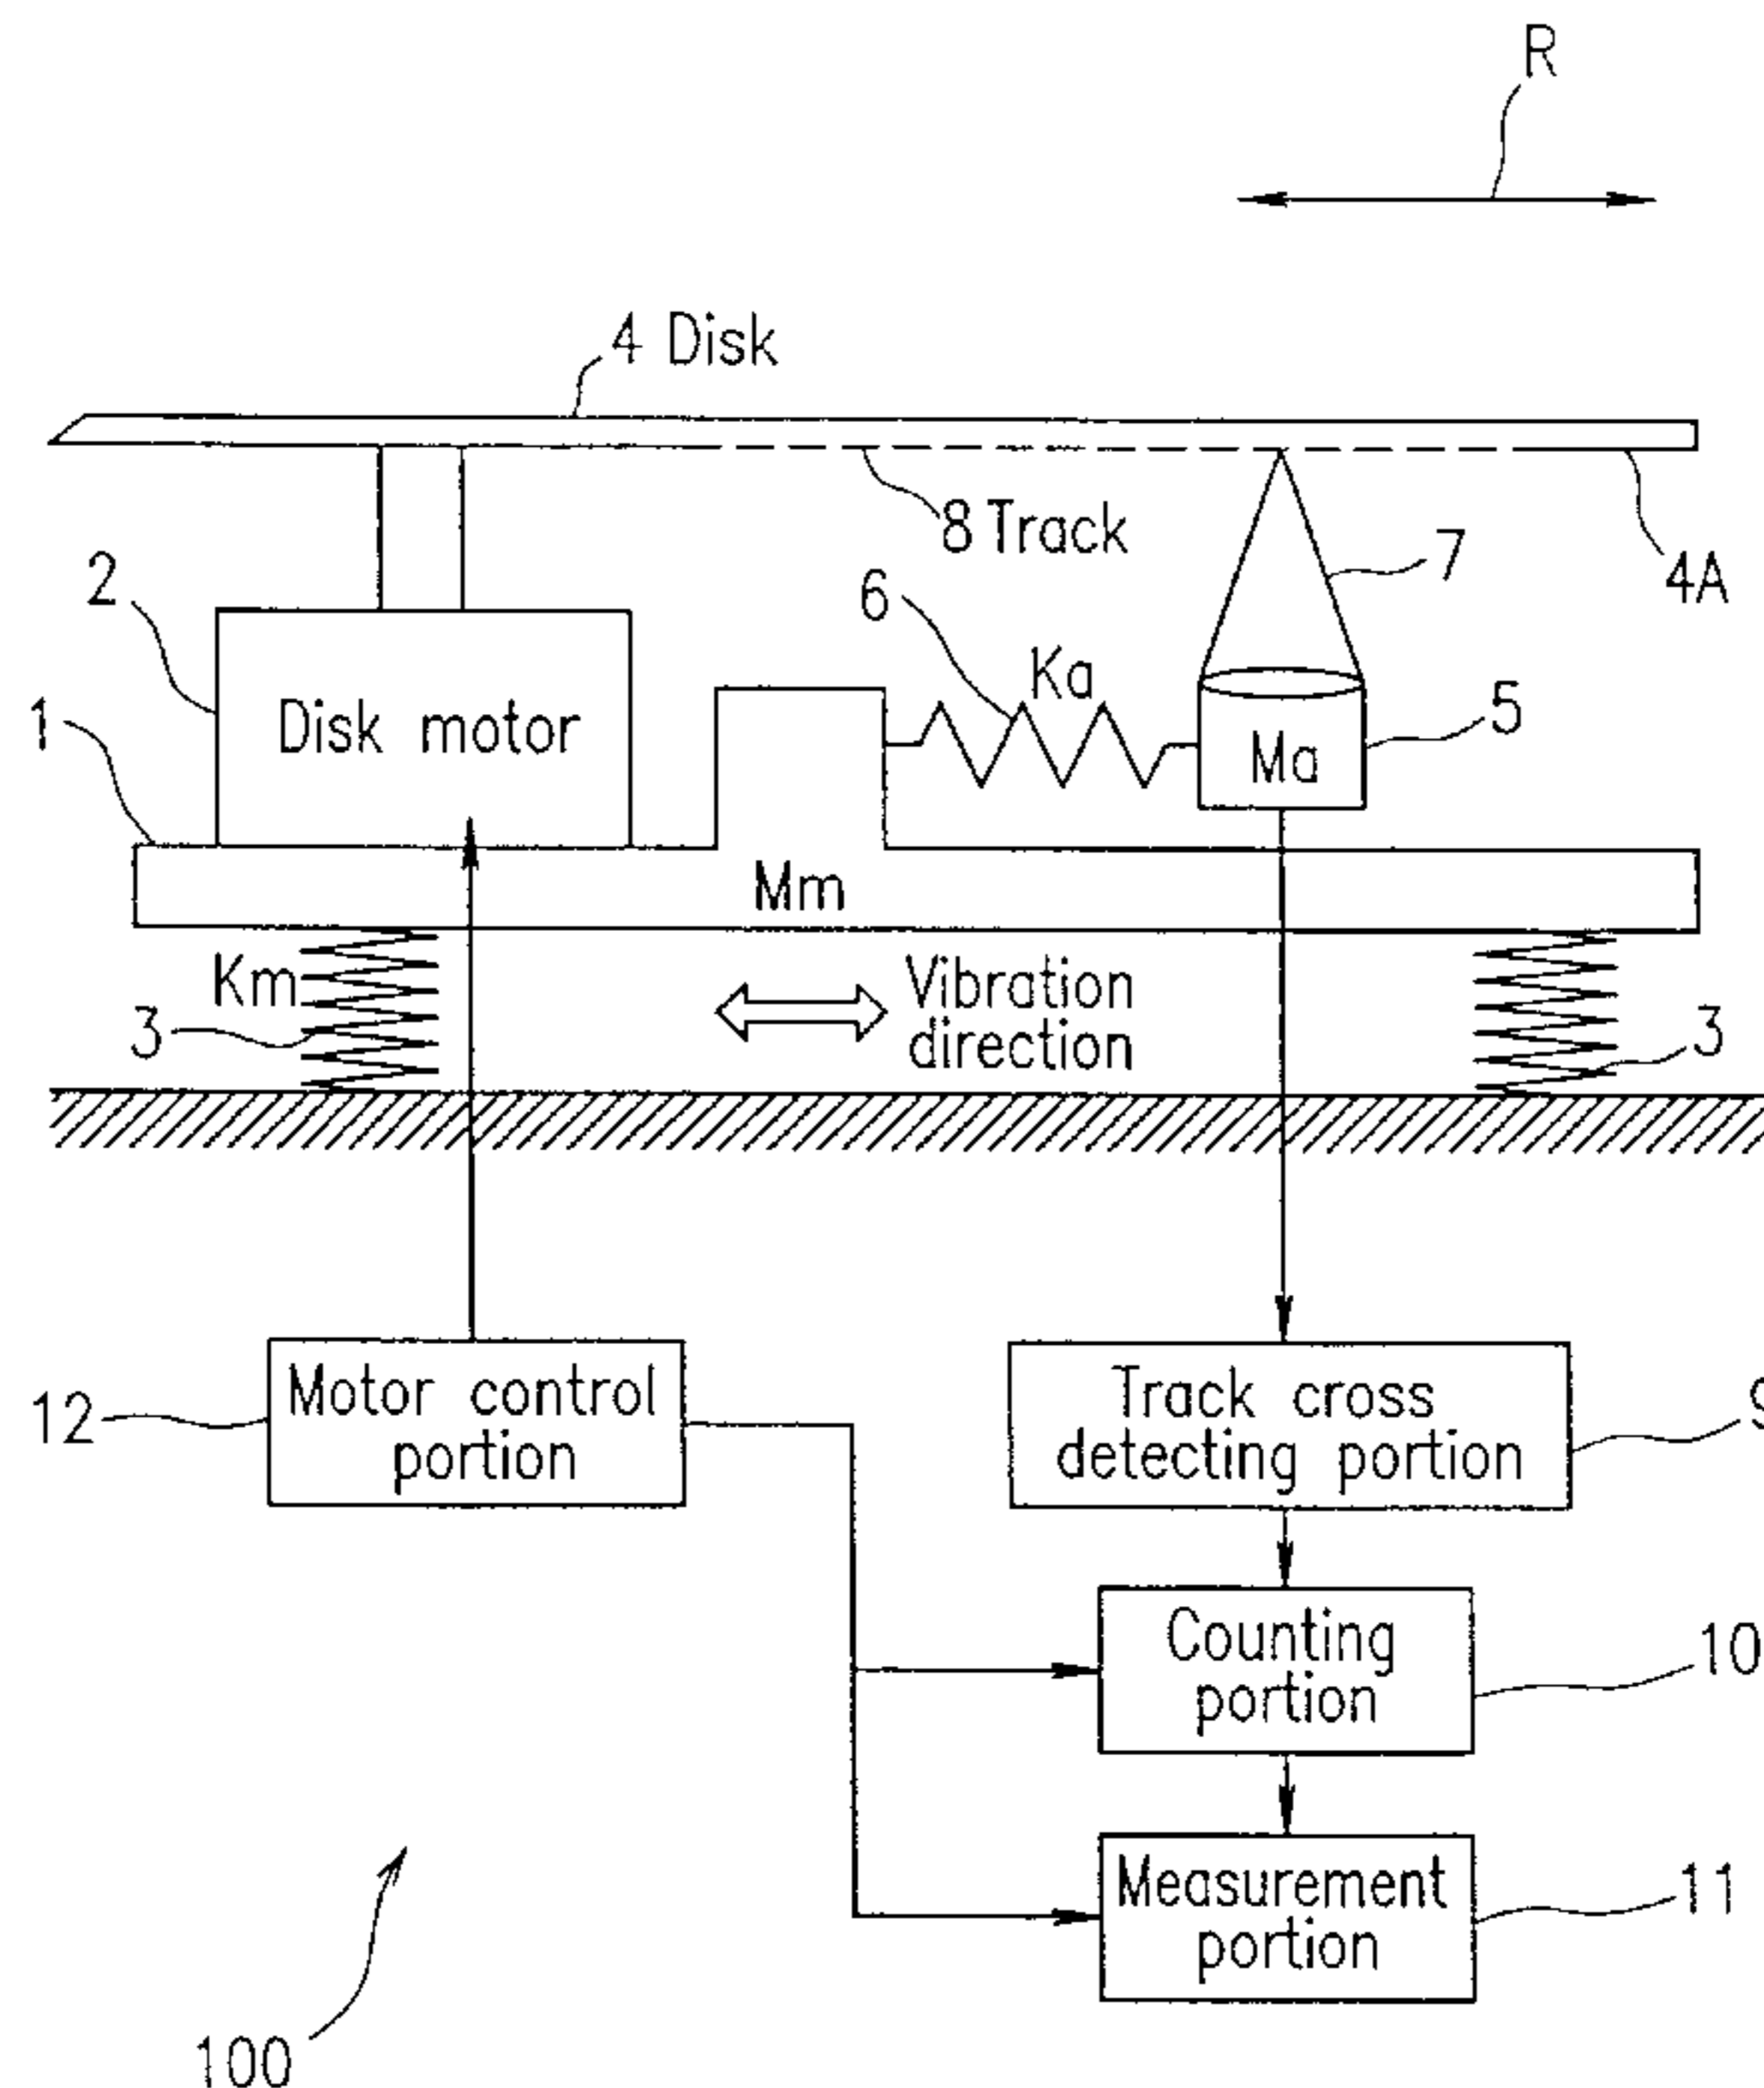 R
4 Disk
8 Track
7
4A
2
6
Ka
5
1
Disk motor
Ma
Mm
Km
Vibration
direction
3
3
12
Motor control
portion
Track cross
detecting portion
9
Counting
portion
10
Measurement
portion
11
100